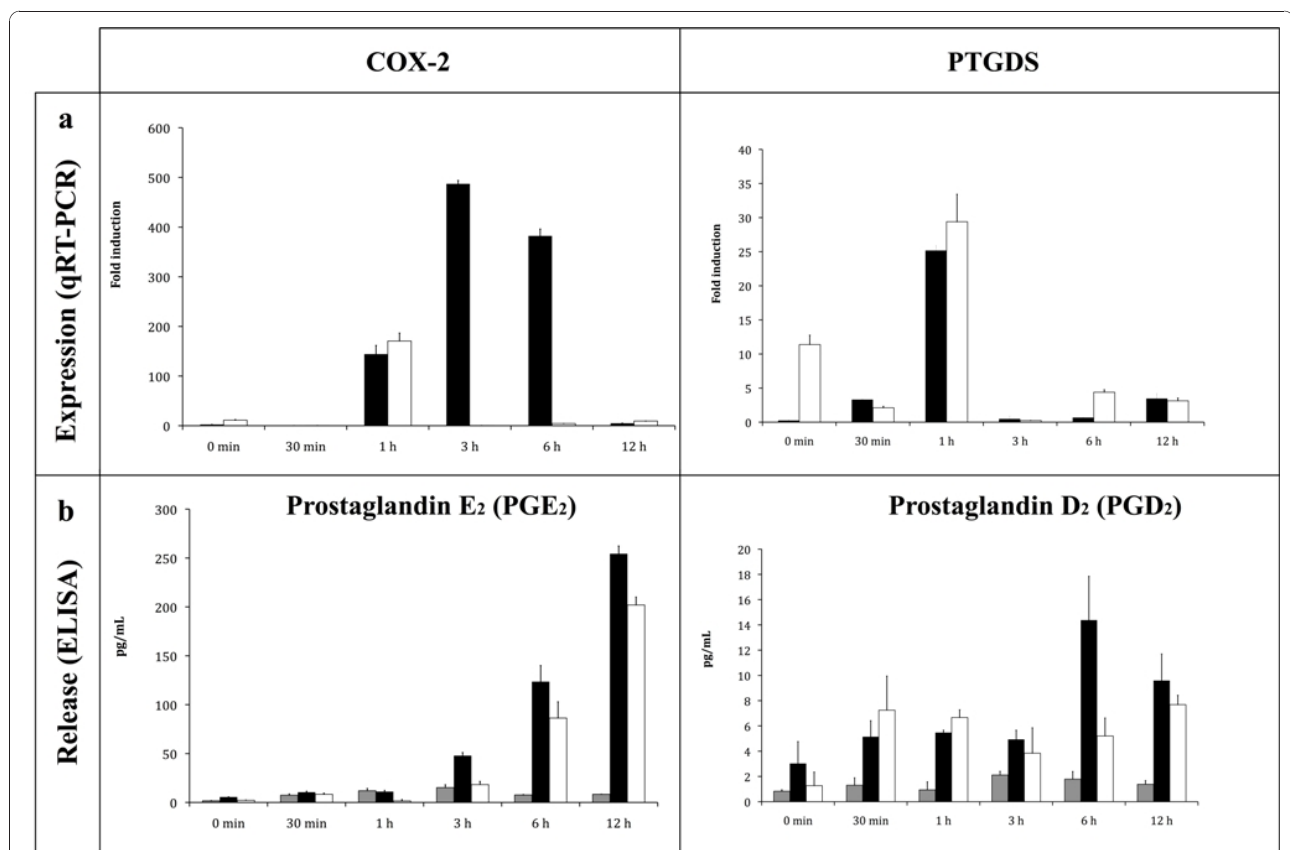 COX-2
PTGDS
a
Expression (qRT-PCR)
Fold induction
600
500
400
300
200
100
0
0 min 30 min 1 h 3 h 6 h 12 h
Fold induction
40
35
30
25
20
15
10
5
0
0 min 30 min 1 h 3 h 6 h 12 h
b
Release (ELISA)
Prostaglandin E₂ (PGE₂)
pg/mL
300
250
200
150
100
50
0
0 min 30 min 1 h 3 h 6 h 12 h
Prostaglandin D₂ (PGD₂)
pg/mL
20
18
16
14
12
10
8
6
4
2
0
0 min 30 min 1 h 3 h 6 h 12 h